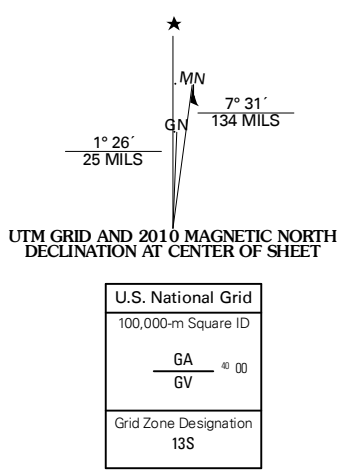 ★
MN
GN
7° 31´
134 MILS
1° 26´
25 MILS
UTM GRID AND 2010 MAGNETIC NORTH
DECLINATION AT CENTER OF SHEET
U.S. National Grid
100,000-m Square ID
GA
40 00
GV
Grid Zone Designation
13S